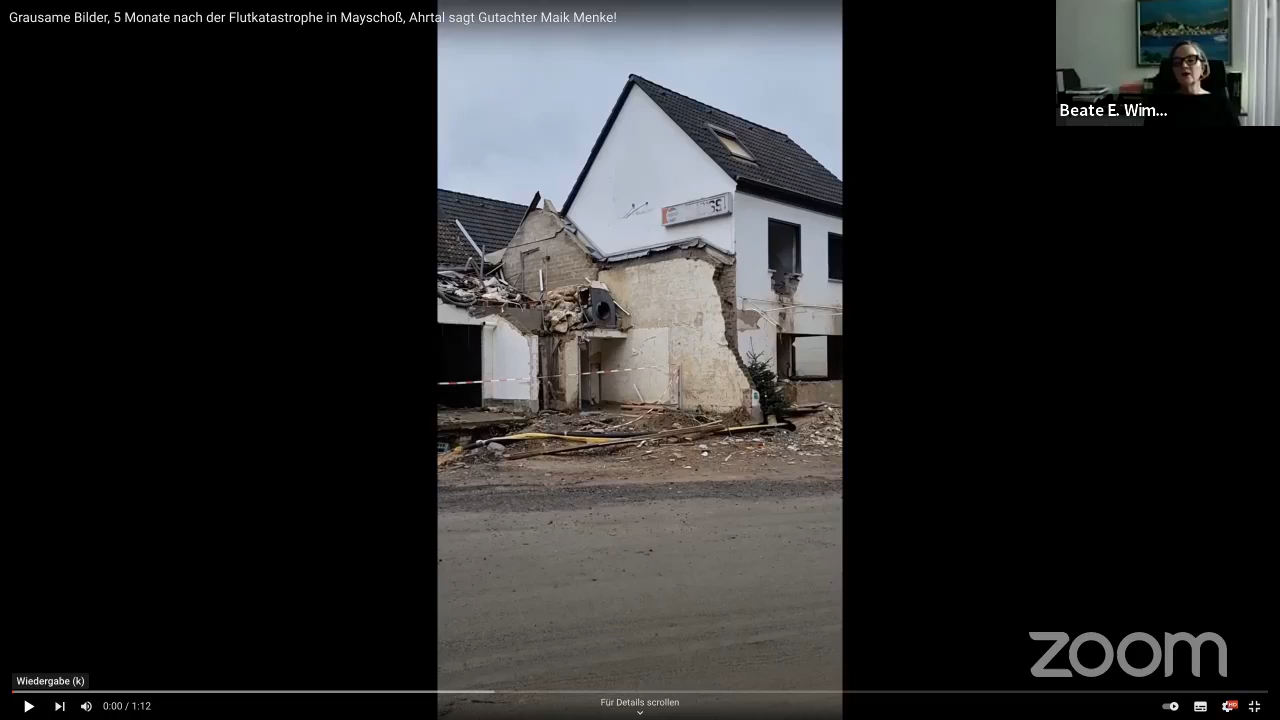 Grausame Bilder, 5 Monate nach der Flutkatastrophe in Mayschoß, Ahrtal sagt Gutachter Maik Menke!
Beate E. Wim...
zoom
Wiedergabe (k)
0:00 / 1:12
Für Details scrollen
HD